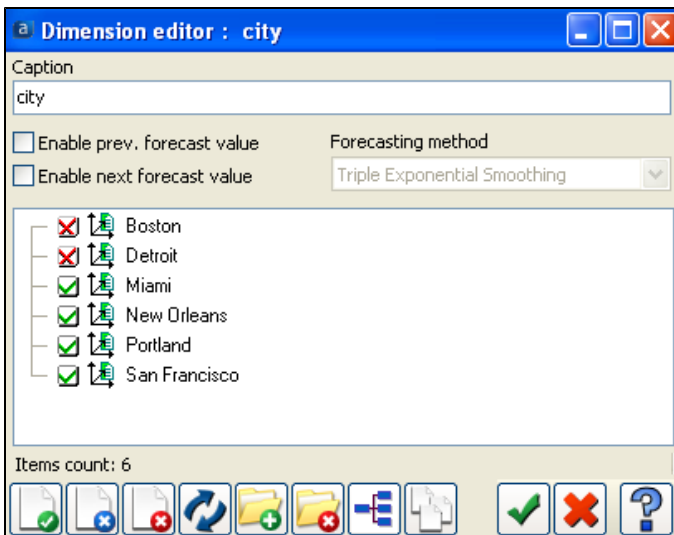 a Dimension editor : city
Caption
city
Enable prev. forecast value
Forecasting method
Enable next forecast value
Triple Exponential Smoothing
Boston
Detroit
Miami
New Orleans
Portland
San Francisco
Items count: 6
?